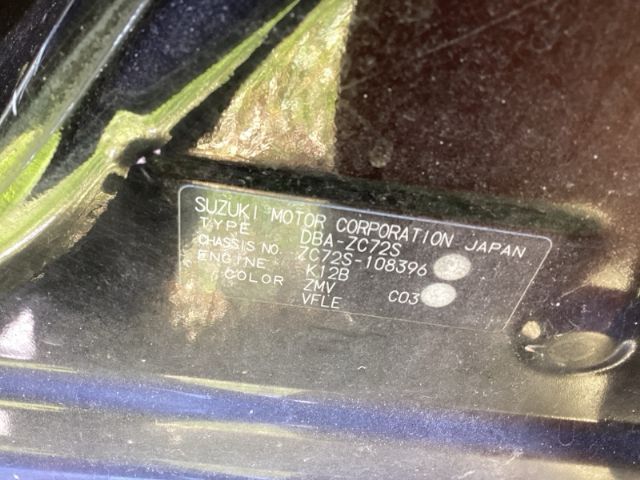 SUZUKI MOTOR CORPORATION JAPAN
TYPE DBA-ZC72S
CHASSIS NO. ZC72S-108396
ENGINE K12B
COLOR ZMV C03
VFLE